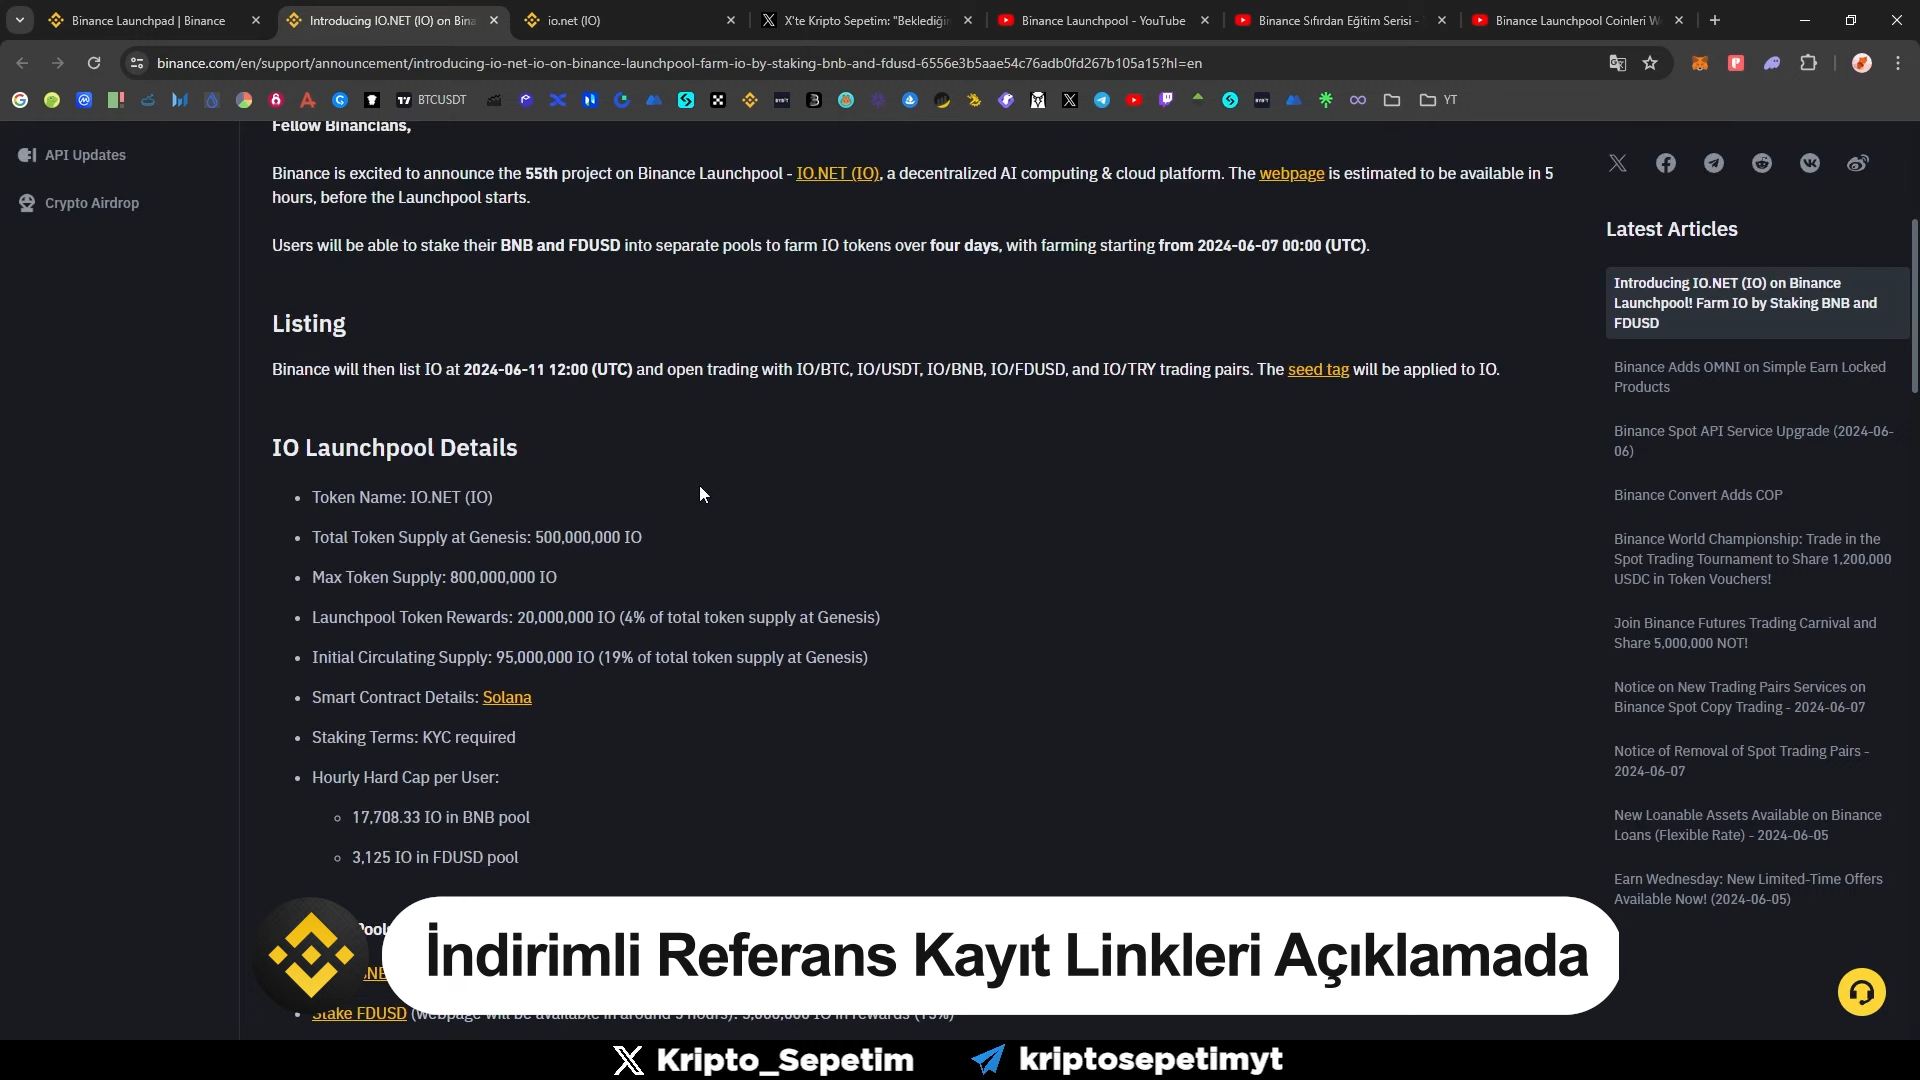 Binance Launchpad | Binance
Introducing IO.NET (IO) on Bina
io.net (IO)
X'te Kripto Sepetim: "Beklediğin
Binance Launchpool - YouTube
Binance Sıfırdan Eğitim Serisi -
Binance Launchpool Coinleri
binance.com/en/support/announcement/introducing-io-net-io-on-binance-launchpool-farm-io-by-staking-bnb-and-fdusd-6556e3b5aae54c76adb0fd267b105a15?hl=en
BTCUSDT
YT
API Updates
Crypto Airdrop
Fellow Binancians,
Binance is excited to announce the 55th project on Binance Launchpool - IO.NET (IO), a decentralized AI computing & cloud platform. The webpage is estimated to be available in 5
hours, before the Launchpool starts.
Users will be able to stake their BNB and FDUSD into separate pools to farm IO tokens over four days, with farming starting from 2024-06-07 00:00 (UTC).
Listing
Binance will then list IO at 2024-06-11 12:00 (UTC) and open trading with IO/BTC, IO/USDT, IO/BNB, IO/FDUSD, and IO/TRY trading pairs. The seed tag will be applied to IO.
IO Launchpool Details
Token Name: IO.NET (IO)
Total Token Supply at Genesis: 500,000,000 IO
Max Token Supply: 800,000,000 IO
Launchpool Token Rewards: 20,000,000 IO (4% of total token supply at Genesis)
Initial Circulating Supply: 95,000,000 IO (19% of total token supply at Genesis)
Smart Contract Details: Solana
Staking Terms: KYC required
Hourly Hard Cap per User:
17,708.33 IO in BNB pool
3,125 IO in FDUSD pool
Stake FDUSD (webpage will be available in around 5 hours): 3,000,000 IO in rewards (15%)
Latest Articles
Introducing IO.NET (IO) on Binance
Launchpool! Farm IO by Staking BNB and
FDUSD
Binance Adds OMNI on Simple Earn Locked
Products
Binance Spot API Service Upgrade (2024-06-
06)
Binance Convert Adds COP
Binance World Championship: Trade in the
Spot Trading Tournament to Share 1,200,000
USDC in Token Vouchers!
Join Binance Futures Trading Carnival and
Share 5,000,000 NOT!
Notice on New Trading Pairs Services on
Binance Spot Copy Trading - 2024-06-07
Notice of Removal of Spot Trading Pairs -
2024-06-07
New Loanable Assets Available on Binance
Loans (Flexible Rate) - 2024-06-05
Earn Wednesday: New Limited-Time Offers
Available Now! (2024-06-05)
İndirimli Referans Kayıt Linkleri Açıklamada
Kripto_Sepetim
kriptosepetimyt